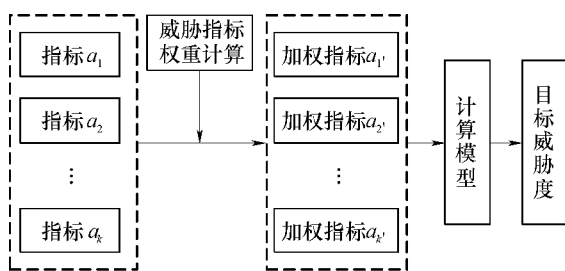 指标a₁
指标a₂
⋮
指标aₖ
威胁指标
权重计算
加权指标a₁′
加权指标a₂′
⋮
加权指标aₖ′
计算模型
目标威胁度